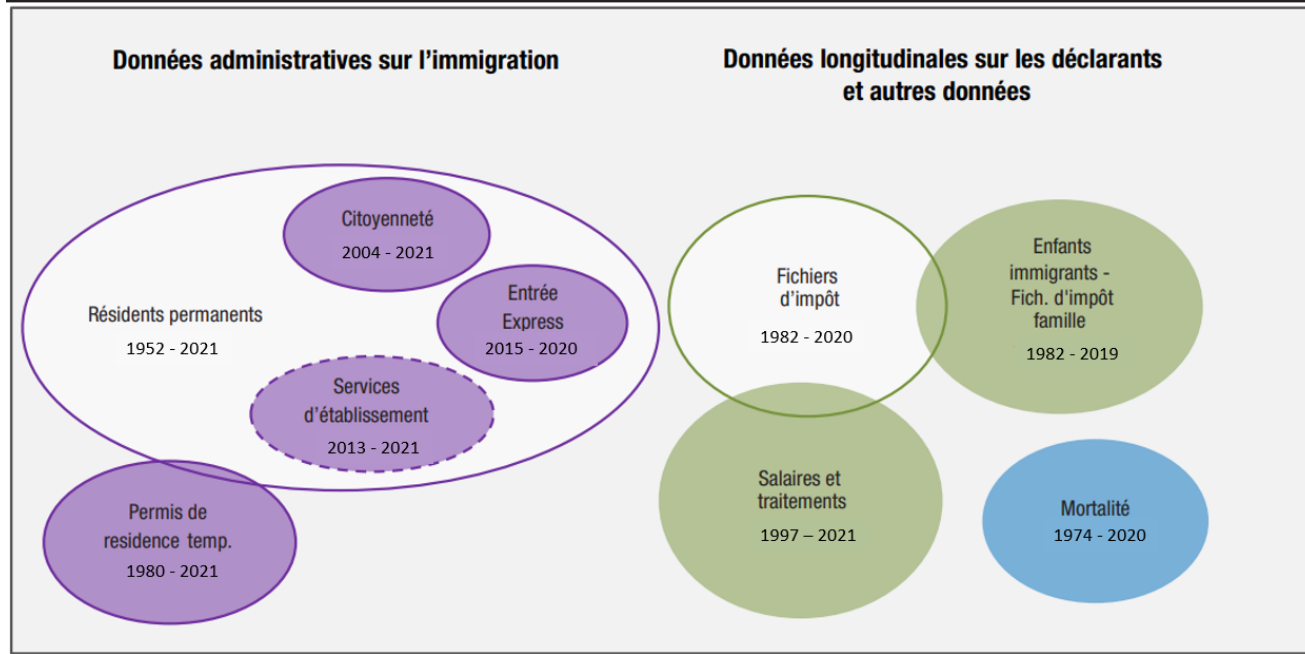 Données administratives sur l'immigration
Données longitudinales sur les déclarants
et autres données
Citoyenneté
2004 - 2021
Entrée
Express
2015 - 2020
Résidents permanents
1952 - 2021
Services
d'établissement
2013 - 2021
Permis de
residence temp.
1980 - 2021
Fichiers
d'impôt
1982 - 2020
Enfants
immigrants -
Fich. d'impôt
famille
1982 - 2019
Salaires et
traitements
1997 – 2021
Mortalité
1974 - 2020